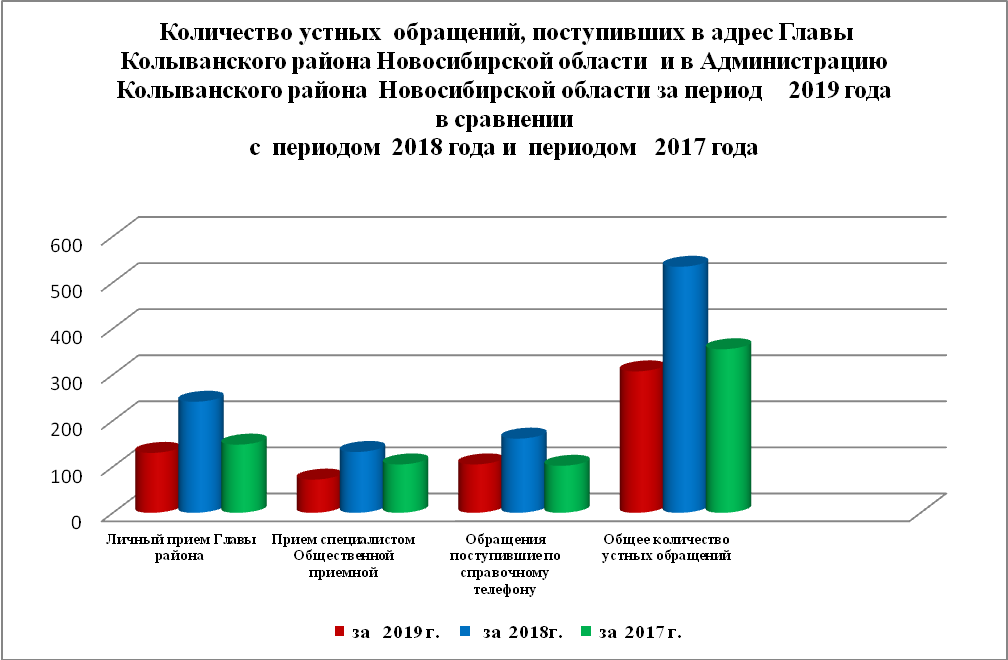 Количество устных обращений, поступивших в адрес Главы
Колыванского района Новосибирской области и в Администрацию
Колыванского района Новосибирской области за период 2019 года
в сравнении
с периодом 2018 года и периодом 2017 года
600
500
400
300
200
100
0
Личный прием Главы
района
Прием специалистом
Общественной
приемной
Обращения
поступившие по
справочному
телефону
Общее количество
устных обращений
за 2019 г.
за 2018г.
за 2017 г.